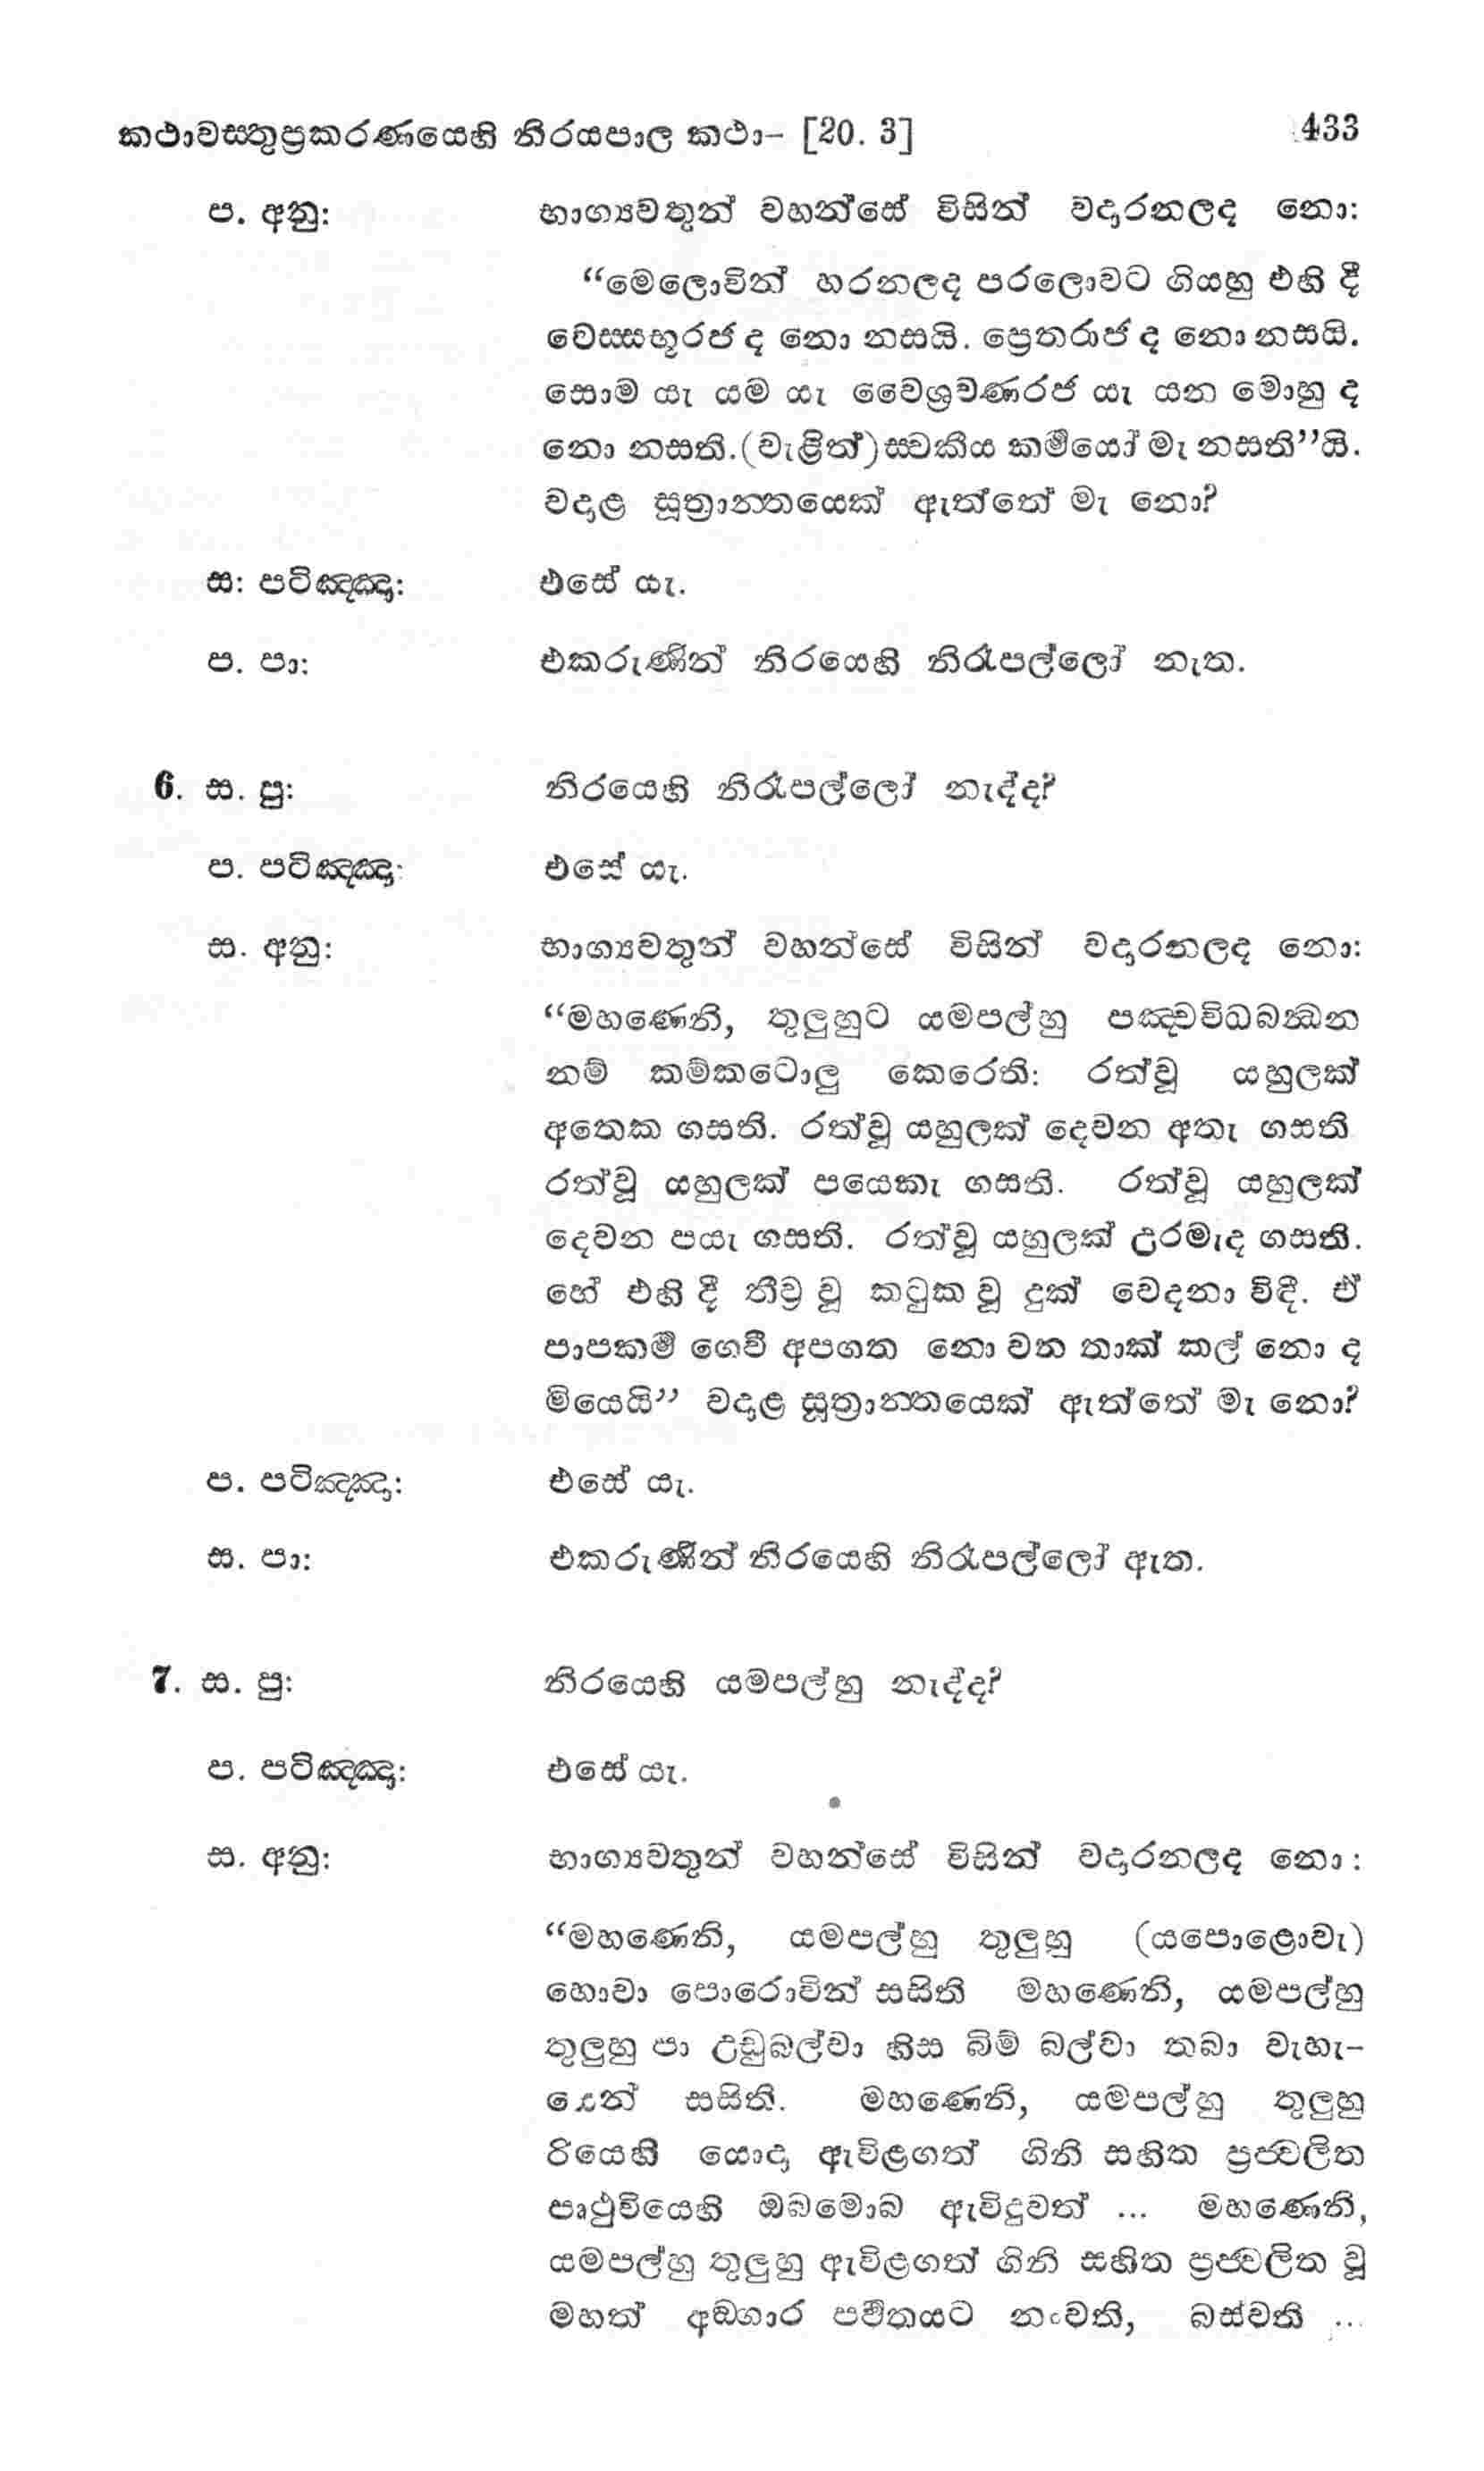 කථාවස්තුප්‍රකරණයෙහි නිරයපාල කථා- [20. 3] 433
ප. අනු: භාග්‍යවතුන් වහන්සේ විසින් වදාරනලද නො:
“මෙලොවින් හරනලද පරලොවට ගියහු එහි දී
වෙස්සභූරජ ද නො නසයි. ප්‍රෙතරාජ ද නො නසයි.
සොම යැ යම යැ වෛශ්‍රවණරජ යැ යන මොහු ද
නො නසති.(වැළිත්) ස්වකීය කර්‍මයෝ මැ නසති”යි.
වදාළ සූත්‍රාන්තයෙක් ඇත්තේ මැ නො?
ස: පටිඤ්ඤා: එසේ යැ.
ප. පා: එකරුණින් නිරයෙහි නිරෑපල්ලෝ නැත.
6. ස. පු: නිරයෙහි නිරෑපල්ලෝ නැද්ද?
ප. පටිඤ්ඤා: එසේ යැ.
ස. අනු: භාග්‍යවතුන් වහන්සේ විසින් වදාරනලද නො:
“මහණෙනි, තුලුහුට යමපල්හු පඤ්චවිධබන්ධන
නම් කම්කටොලු කෙරෙති: රත්වූ යහුලක්
අතෙක ගසති. රත්වූ යහුලක් දෙවන අතැ ගසති
රත්වූ යහුලක් පයෙකැ ගසති. රත්වූ යහුලක්
දෙවන පයැ ගසති. රත්වූ යහුලක් උරමැද ගසති.
හේ එහි දී තීව්‍ර වූ කටුක වූ දුක් වෙදනා විඳී. ඒ
පාපකර්‍ම ගෙවී අපගත නො වන තාක් කල් නො ද
මියෙයි” වදාළ සූත්‍රාන්තයෙක් ඇත්තේ මැ නො?
ප. පටිඤ්ඤා: එසේ යැ.
ස. පා: එකරුණින් නිරයෙහි නිරෑපල්ලෝ ඇත.
7. ස. පු: නිරයෙහි යමපල්හු නැද්ද?
ප. පටිඤ්ඤා: එසේ යැ.
ස. අනු: භාග්‍යවතුන් වහන්සේ විසින් වදාරනලද නො:
“මහණෙනි, යමපල්හු තුලුහු (යපොළොවැ)
හොවා පොරොවින් සසිති මහණෙනි, යමපල්හු
තුලුහු පා උඩුබල්වා හිස බිම් බල්වා තබා වැහැ-
සසිති. මහණෙනි, යමපල්හු තුලුහු
රියෙහි යොදා ඇවිළගත් ගිනි සහිත ප්‍රජ්වලිත
පෘථුවියෙහි ඔබමොබ ඇවිදුවත් ... මහණෙනි,
යමපල්හු තුලුහු ඇවිළගත් ගිනි සහිත ප්‍රජ්වලිත වූ
මහත් අඞ්ගාර පර්‍වතයට නංවති, බස්වති ...